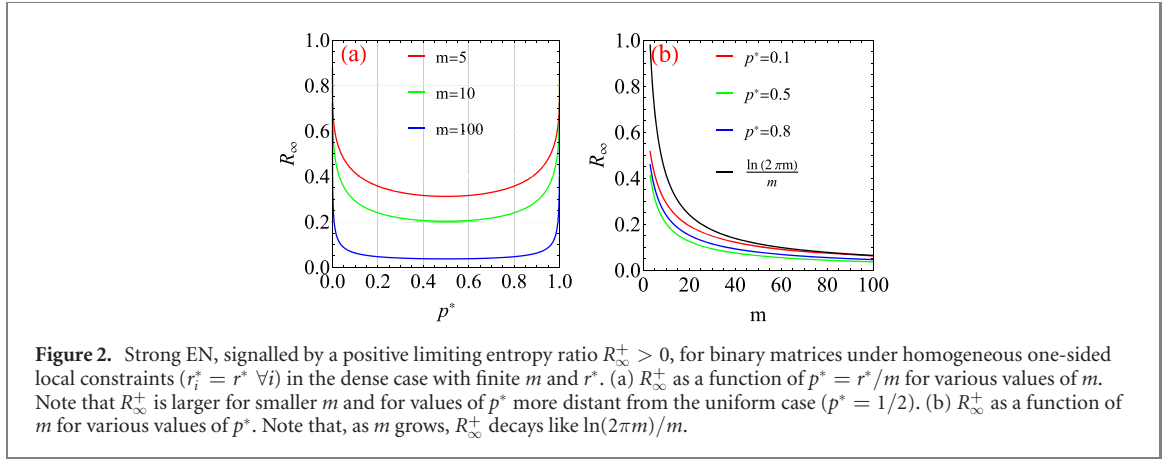 (a)
1.0
0.8
0.6
0.4
0.2
0.0
R∞
m=5
m=10
m=100
0.0 0.2 0.4 0.6 0.8 1.0
p*
(b)
1.0
0.8
0.6
0.4
0.2
0.0
R∞
p*=0.1
p*=0.5
p*=0.8
ln (2 πm)
m
0 20 40 60 80 100
m
Figure 2. Strong EN, signalled by a positive limiting entropy ratio R∞⁺ > 0, for binary matrices under homogeneous one-sided
local constraints (rᵢ* = r* ∀i) in the dense case with finite m and r*. (a) R∞⁺ as a function of p* = r*/m for various values of m.
Note that R∞⁺ is larger for smaller m and for values of p* more distant from the uniform case (p* = 1/2). (b) R∞⁺ as a function of
m for various values of p*. Note that, as m grows, R∞⁺ decays like ln(2πm)/m.